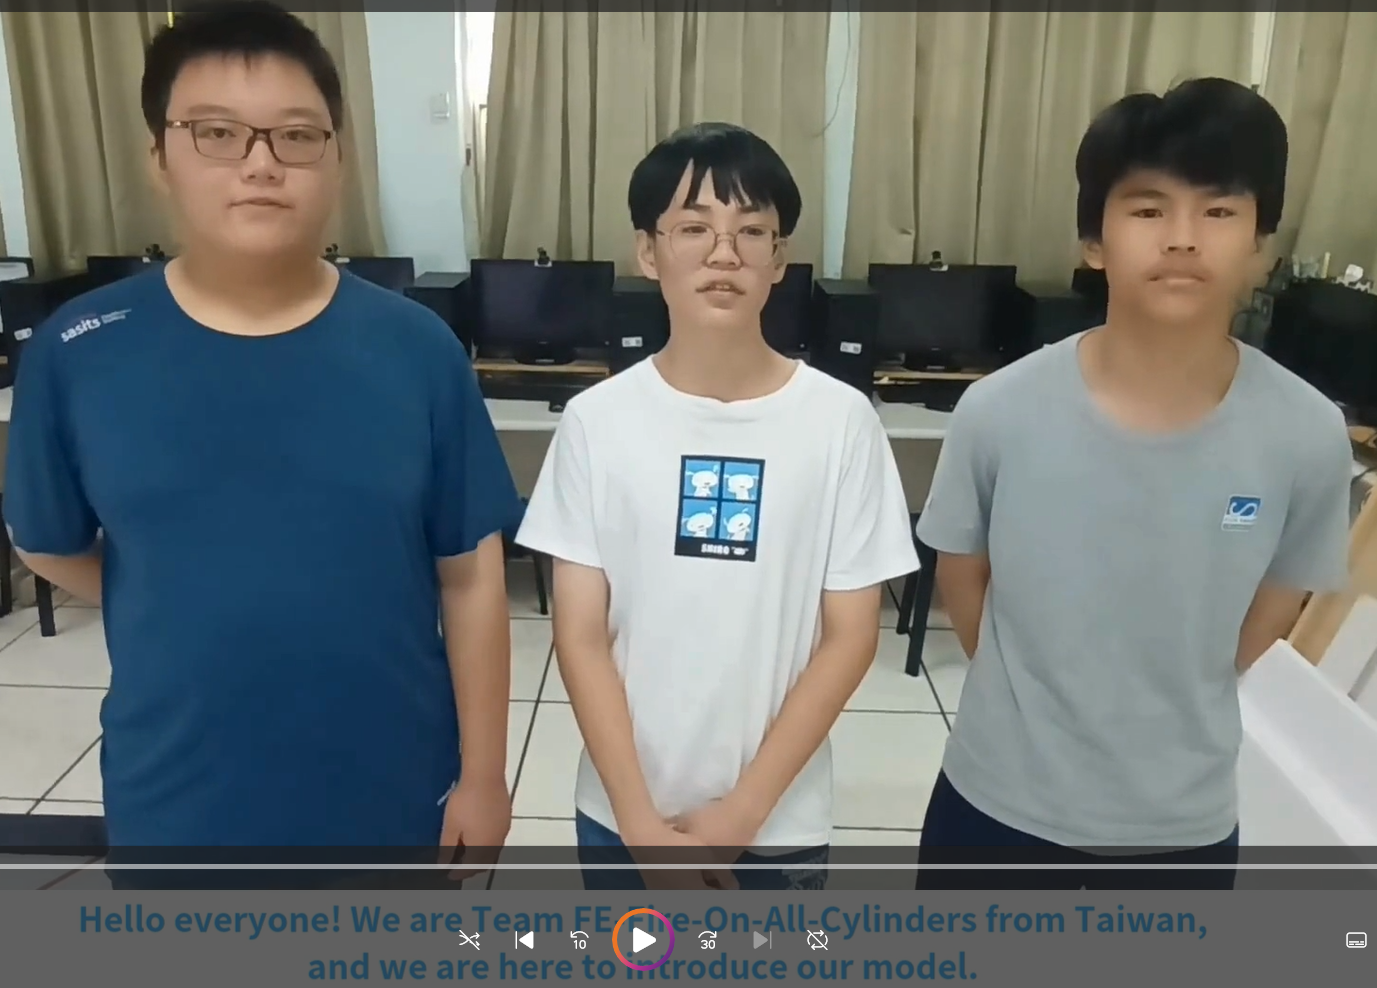 sasits
SHIRO
Hello everyone! We are Team FE-Fire-On-All-Cylinders from Taiwan,
10
30
and we are here to introduce our model.